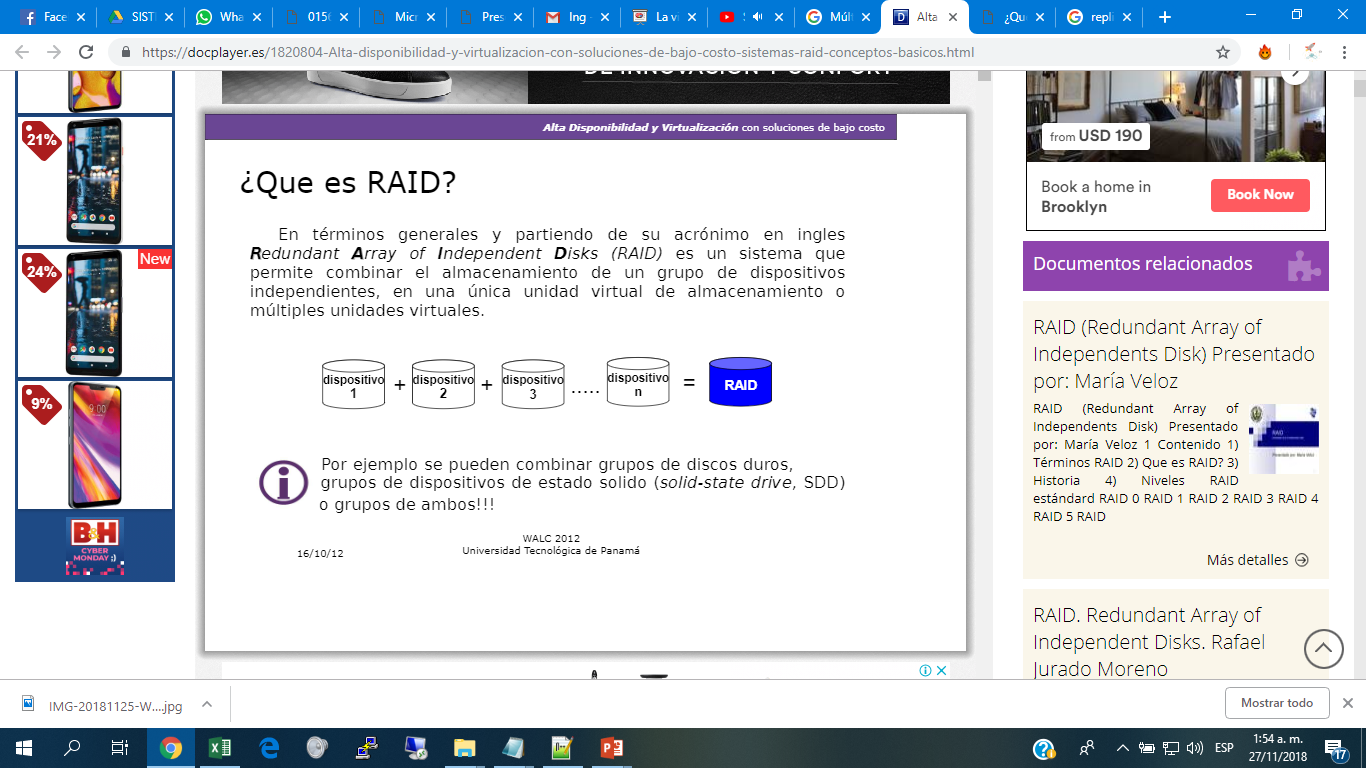 Face
SIST
Wha
0150
Micr
Pres
Ing
La vi
Múlt
Alta
¿Qu
repli
https://docplayer.es/1820804-Alta-disponibilidad-y-virtualizacion-con-soluciones-de-bajo-costo-sistemas-raid-conceptos-basicos.html
21%
24%
New
9%
B&H
CYBER
MONDAY ;)
DE INNOVACIÓN Y CONFORT
Alta Disponibilidad y Virtualización con soluciones de bajo costo
¿Que es RAID?
En términos generales y partiendo de su acrónimo en ingles
Redundant Array of Independent Disks (RAID) es un sistema que
permite combinar el almacenamiento de un grupo de dispositivos
independientes, en una única unidad virtual de almacenamiento o
múltiples unidades virtuales.
dispositivo 1 + dispositivo 2 + dispositivo 3 ..... dispositivo n = RAID
Por ejemplo se pueden combinar grupos de discos duros,
grupos de dispositivos de estado solido (solid-state drive, SDD)
o grupos de ambos!!!
16/10/12
WALC 2012
Universidad Tecnológica de Panamá
from USD 190
Book a home in
Brooklyn
Book Now
Documentos relacionados
RAID (Redundant Array of
Independents Disk) Presentado
por: María Veloz
RAID (Redundant Array of
Independents Disk) Presentado
por: María Veloz 1 Contenido 1)
Términos RAID 2) Que es RAID? 3)
Historia 4) Niveles RAID
estándard RAID 0 RAID 1 RAID 2 RAID 3 RAID 4
RAID 5 RAID
Más detalles
RAID. Redundant Array of
Independent Disks. Rafael
Jurado Moreno
IMG-20181125-W....jpg
Mostrar todo
ESP
1:54 a. m.
27/11/2018
17